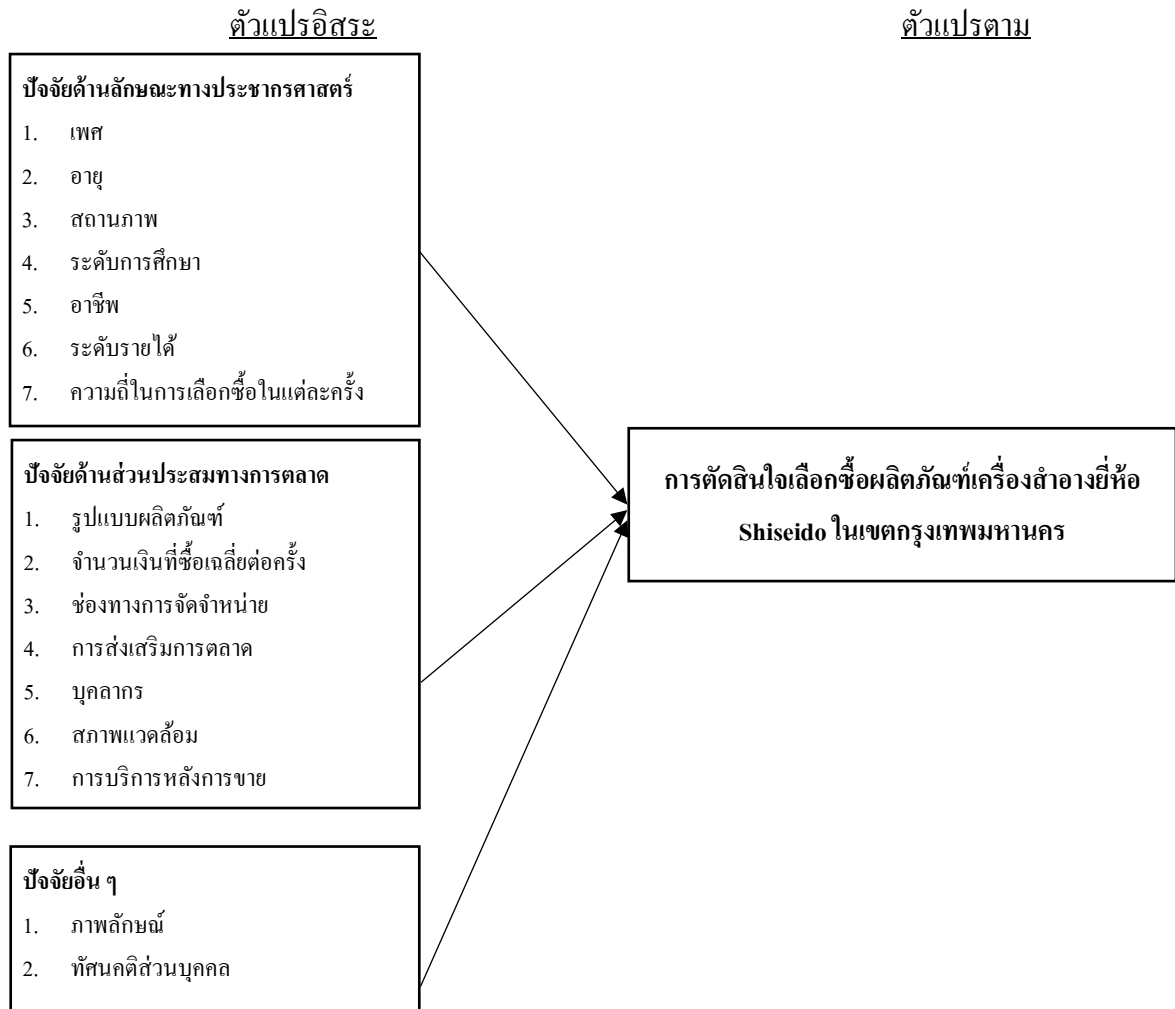 ตัวแปรอิสระ
ตัวแปรตาม
ปัจจัยด้านลักษณะทางประชากรศาสตร์
1. เพศ
2. อายุ
3. สถานภาพ
4. ระดับการศึกษา
5. อาชีพ
6. ระดับรายได้
7. ความถี่ในการเลือกซื้อในแต่ละครั้ง
ปัจจัยด้านส่วนประสมทางการตลาด
1. รูปแบบผลิตภัณฑ์
2. จำนวนเงินที่ซื้อเฉลี่ยต่อครั้ง
3. ช่องทางการจัดจำหน่าย
4. การส่งเสริมการตลาด
5. บุคลากร
6. สภาพแวดล้อม
7. การบริการหลังการขาย
ปัจจัยอื่น ๆ
1. ภาพลักษณ์
2. ทัศนคติส่วนบุคคล
การตัดสินใจเลือกซื้อผลิตภัณฑ์เครื่องสำอางยี่ห้อ
Shiseido ในเขตกรุงเทพมหานคร